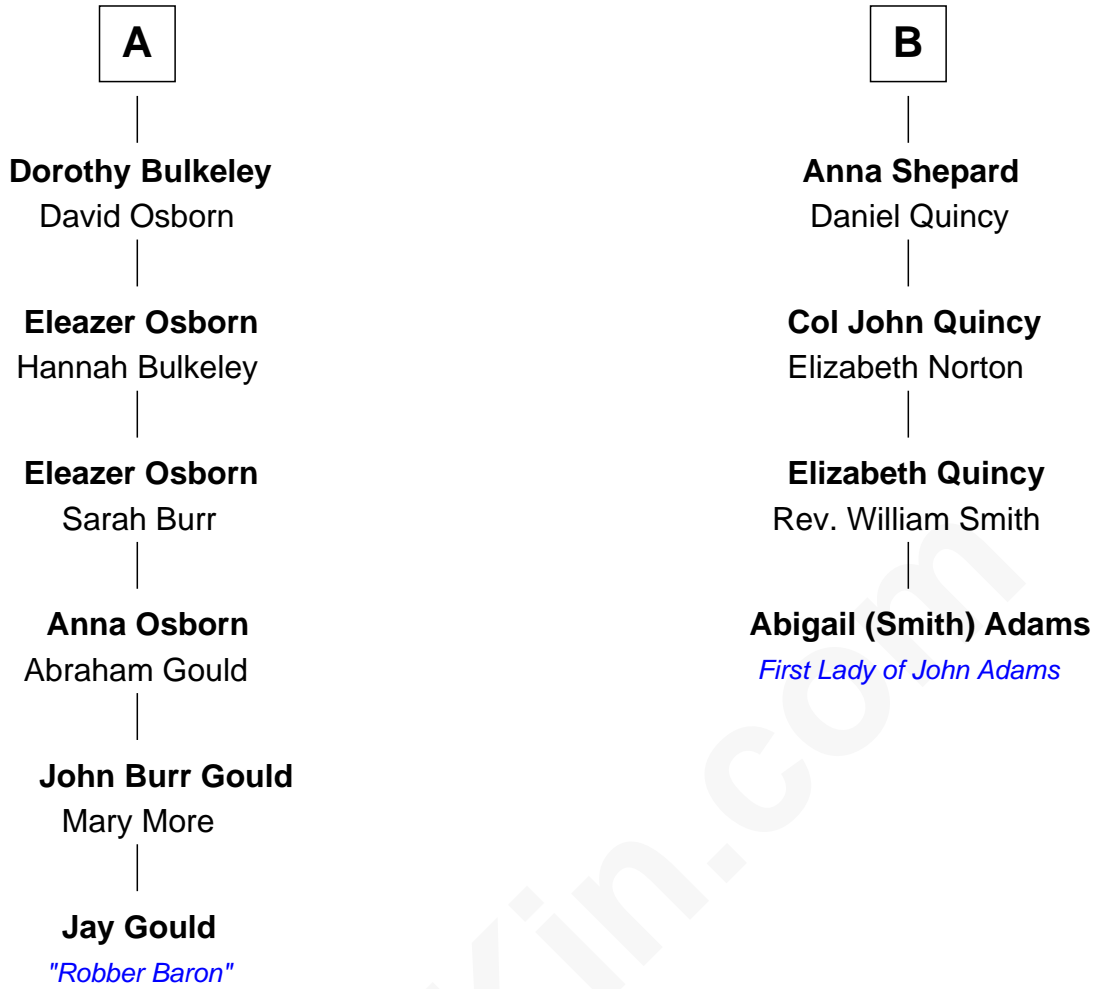 A
Dorothy Bulkeley
David Osborn
Eleazer Osborn
Hannah Bulkeley
Eleazer Osborn
Sarah Burr
Anna Osborn
Abraham Gould
John Burr Gould
Mary More
Jay Gould
"Robber Baron"
B
Anna Shepard
Daniel Quincy
Col John Quincy
Elizabeth Norton
Elizabeth Quincy
Rev. William Smith
Abigail (Smith) Adams
First Lady of John Adams
Kin.com